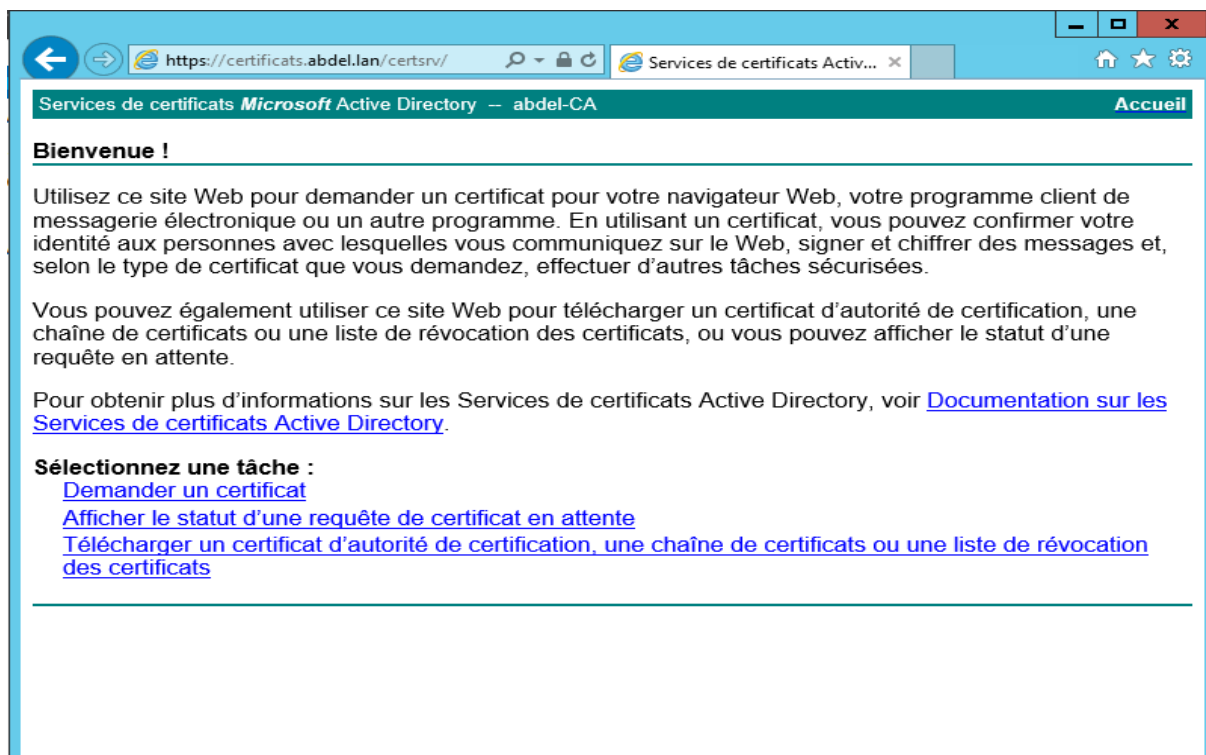 https://certificats.abdel.lan/certsrv/
Services de certificats Activ...
Services de certificats Microsoft Active Directory -- abdel-CA
Accueil
Bienvenue !
Utilisez ce site Web pour demander un certificat pour votre navigateur Web, votre programme client de
messagerie électronique ou un autre programme. En utilisant un certificat, vous pouvez confirmer votre
identité aux personnes avec lesquelles vous communiquez sur le Web, signer et chiffrer des messages et,
selon le type de certificat que vous demandez, effectuer d'autres tâches sécurisées.
Vous pouvez également utiliser ce site Web pour télécharger un certificat d'autorité de certification, une
chaîne de certificats ou une liste de révocation des certificats, ou vous pouvez afficher le statut d'une
requête en attente.
Pour obtenir plus d'informations sur les Services de certificats Active Directory, voir Documentation sur les
Services de certificats Active Directory.
Sélectionnez une tâche :
Demander un certificat
Afficher le statut d'une requête de certificat en attente
Télécharger un certificat d'autorité de certification, une chaîne de certificats ou une liste de révocation
des certificats